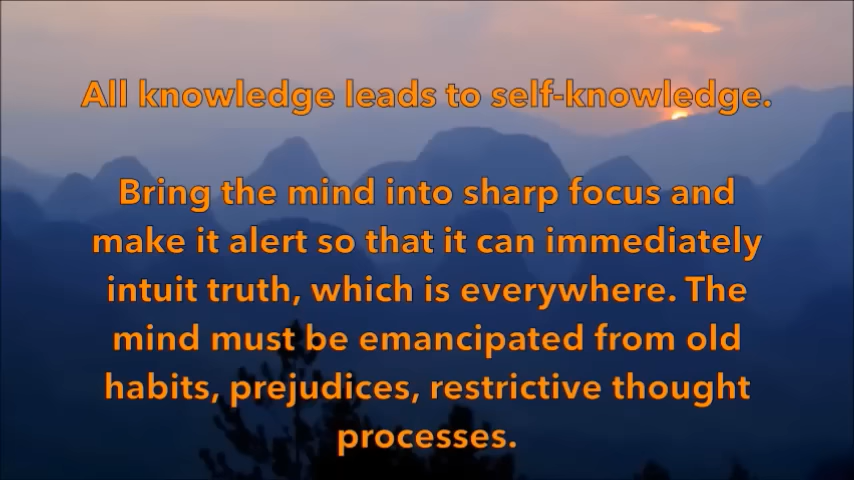 All knowledge leads to self-knowledge.
Bring the mind into sharp focus and
make it alert so that it can immediately
intuit truth, which is everywhere. The
mind must be emancipated from old
habits, prejudices, restrictive thought
processes.